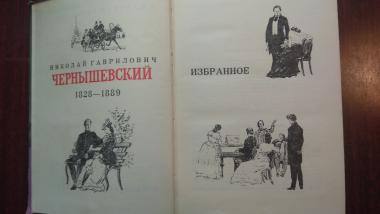 НИКОЛАЙ ГАВРИЛОВИЧ
ЧЕРНЫШЕВСКИЙ
1828—1889
ИЗБРАННОЕ